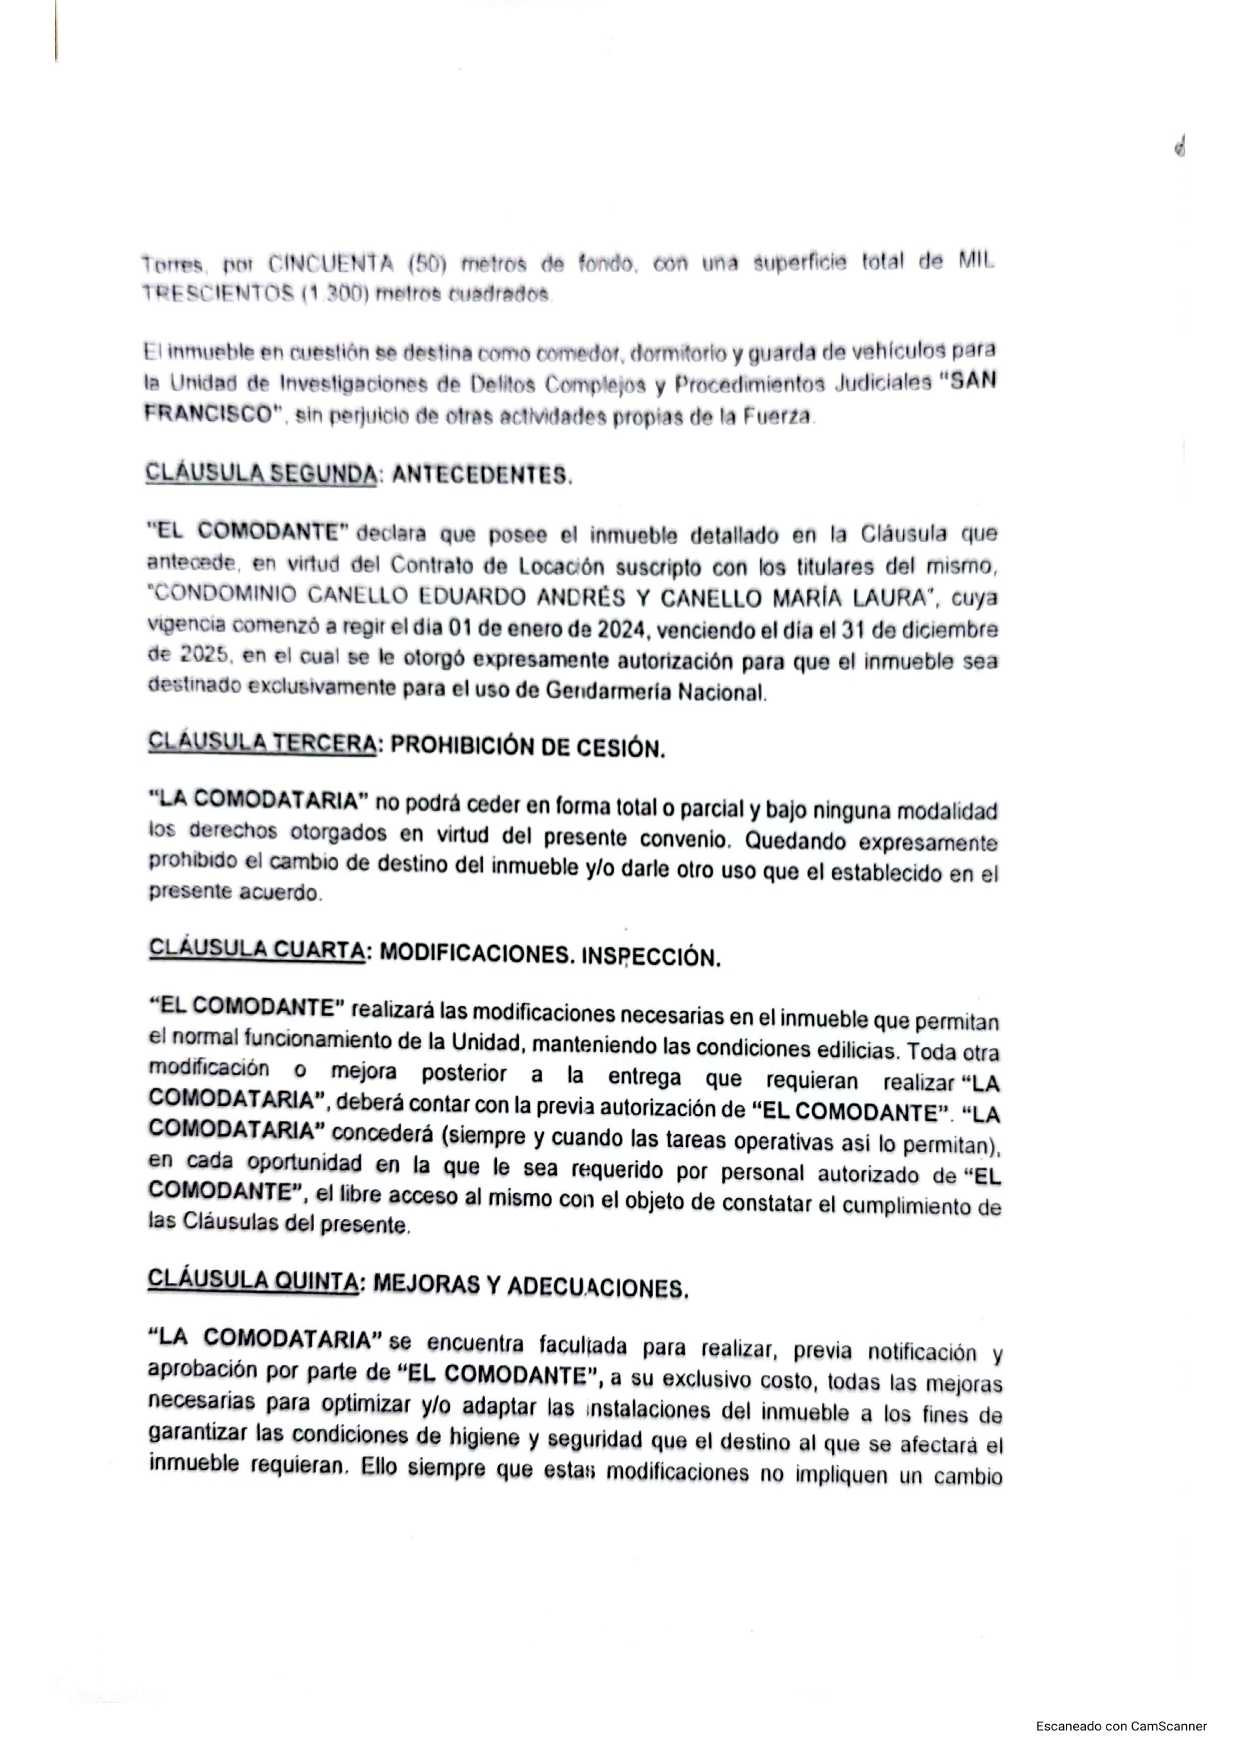 Torres, por CINCUENTA (50) metros de fondo, con una superficie total de MIL
TRESCIENTOS (1.300) metros cuadrados.
El inmueble en cuestión se destina como comedor, dormitorio y guarda de vehículos para
la Unidad de Investigaciones de Delitos Complejos y Procedimientos Judiciales "SAN
FRANCISCO", sin perjuicio de otras actividades propias de la Fuerza.
CLÁUSULA SEGUNDA: ANTECEDENTES.
"EL COMODANTE" declara que posee el inmueble detallado en la Cláusula que
antecede, en virtud del Contrato de Locación suscripto con los titulares del mismo,
"CONDOMINIO CANELLO EDUARDO ANDRÉS Y CANELLO MARÍA LAURA", cuya
vigencia comenzó a regir el día 01 de enero de 2024, venciendo el día el 31 de diciembre
de 2025, en el cual se le otorgó expresamente autorización para que el inmueble sea
destinado exclusivamente para el uso de Gendarmería Nacional.
CLÁUSULA TERCERA: PROHIBICIÓN DE CESIÓN.
"LA COMODATARIA" no podrá ceder en forma total o parcial y bajo ninguna modalidad
los derechos otorgados en virtud del presente convenio. Quedando expresamente
prohibido el cambio de destino del inmueble y/o darle otro uso que el establecido en el
presente acuerdo.
CLÁUSULA CUARTA: MODIFICACIONES. INSPECCIÓN.
"EL COMODANTE" realizará las modificaciones necesarias en el inmueble que permitan
el normal funcionamiento de la Unidad, manteniendo las condiciones edilicias. Toda otra
modificación o mejora posterior a la entrega que requieran realizar "LA
COMODATARIA", deberá contar con la previa autorización de "EL COMODANTE". "LA
COMODATARIA" concederá (siempre y cuando las tareas operativas asi lo permitan),
en cada oportunidad en la que le sea requerido por personal autorizado de "EL
COMODANTE", el libre acceso al mismo con el objeto de constatar el cumplimiento de
las Cláusulas del presente.
CLÁUSULA QUINTA: MEJORAS Y ADECUACIONES.
"LA COMODATARIA" se encuentra facultada para realizar, previa notificación y
aprobación por parte de "EL COMODANTE", a su exclusivo costo, todas las mejoras
necesarias para optimizar y/o adaptar las instalaciones del inmueble a los fines de
garantizar las condiciones de higiene y seguridad que el destino al que se afectará el
inmueble requieran. Ello siempre que estas modificaciones no impliquen un cambio
Escaneado con CamScanner